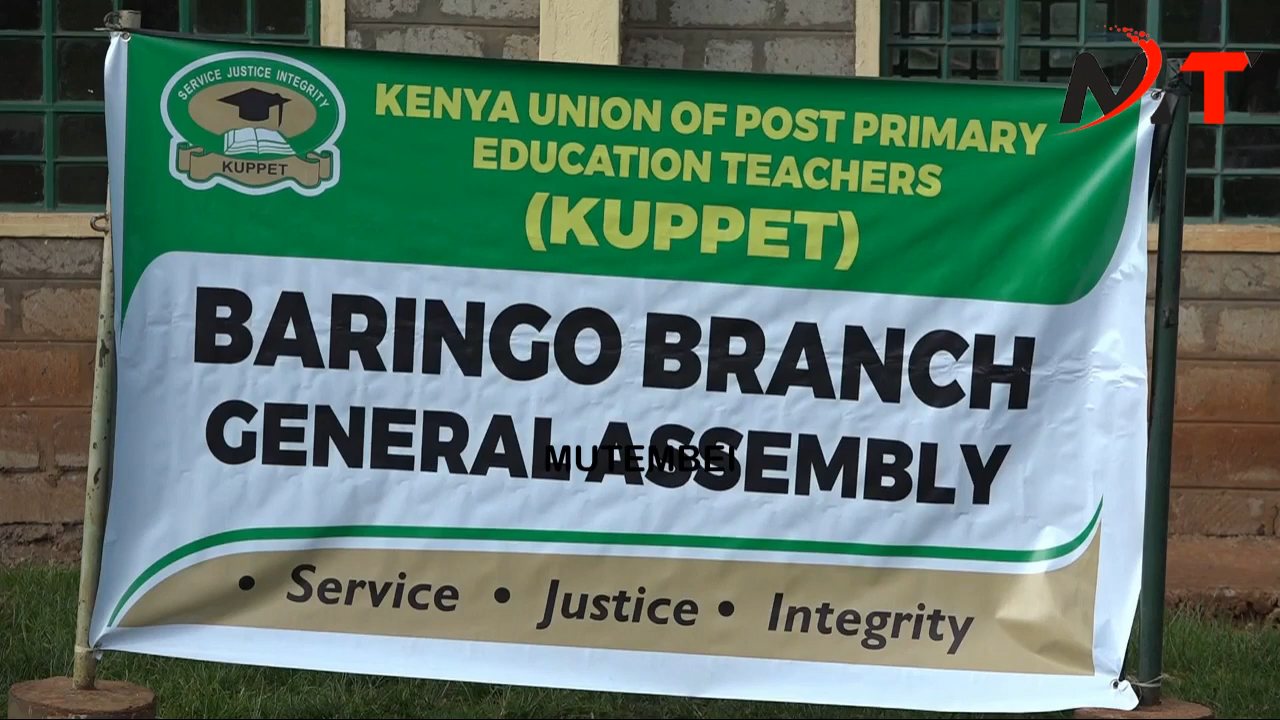 SERVICE JUSTICE INTEGRITY
KUPPET
KENYA UNION OF POST PRIMARY
EDUCATION TEACHERS
(KUPPET)
BARINGO BRANCH
GENERAL ASSEMBLY
MUTEMBEI
• Service • Justice • Integrity
MT